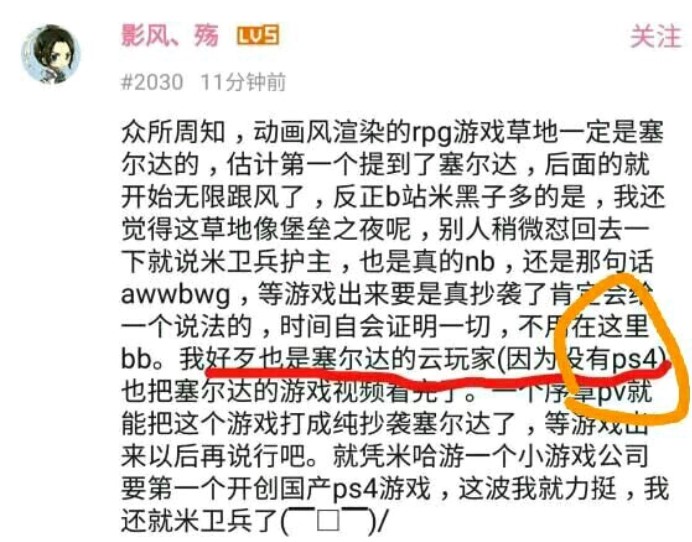 影风、殇 LV5
关注
#2030 11分钟前
众所周知，动画风渲染的rpg游戏草地一定是塞
尔达的，估计第一个提到了塞尔达，后面的就
开始无限跟风了，反正b站米黑子多的是，我还
觉得这草地像堡垒之夜呢，别人稍微怼回去一
下就说米卫兵护主，也是真的nb，还是那句话
awwbwg，等游戏出来要是真抄袭了肯定会给
一个说法的，时间自会证明一切，不用在这里
bb。我好歹也是塞尔达的云玩家(因为没有ps4)
也把塞尔达的游戏视频看完了。一个序章pv就
能把这个游戏打成纯抄袭塞尔达了，等游戏出
来以后再说行吧。就凭米哈游一个小游戏公司
要第一个开创国产ps4游戏，这波我就力挺，我
还就米卫兵了(￣□￣)/